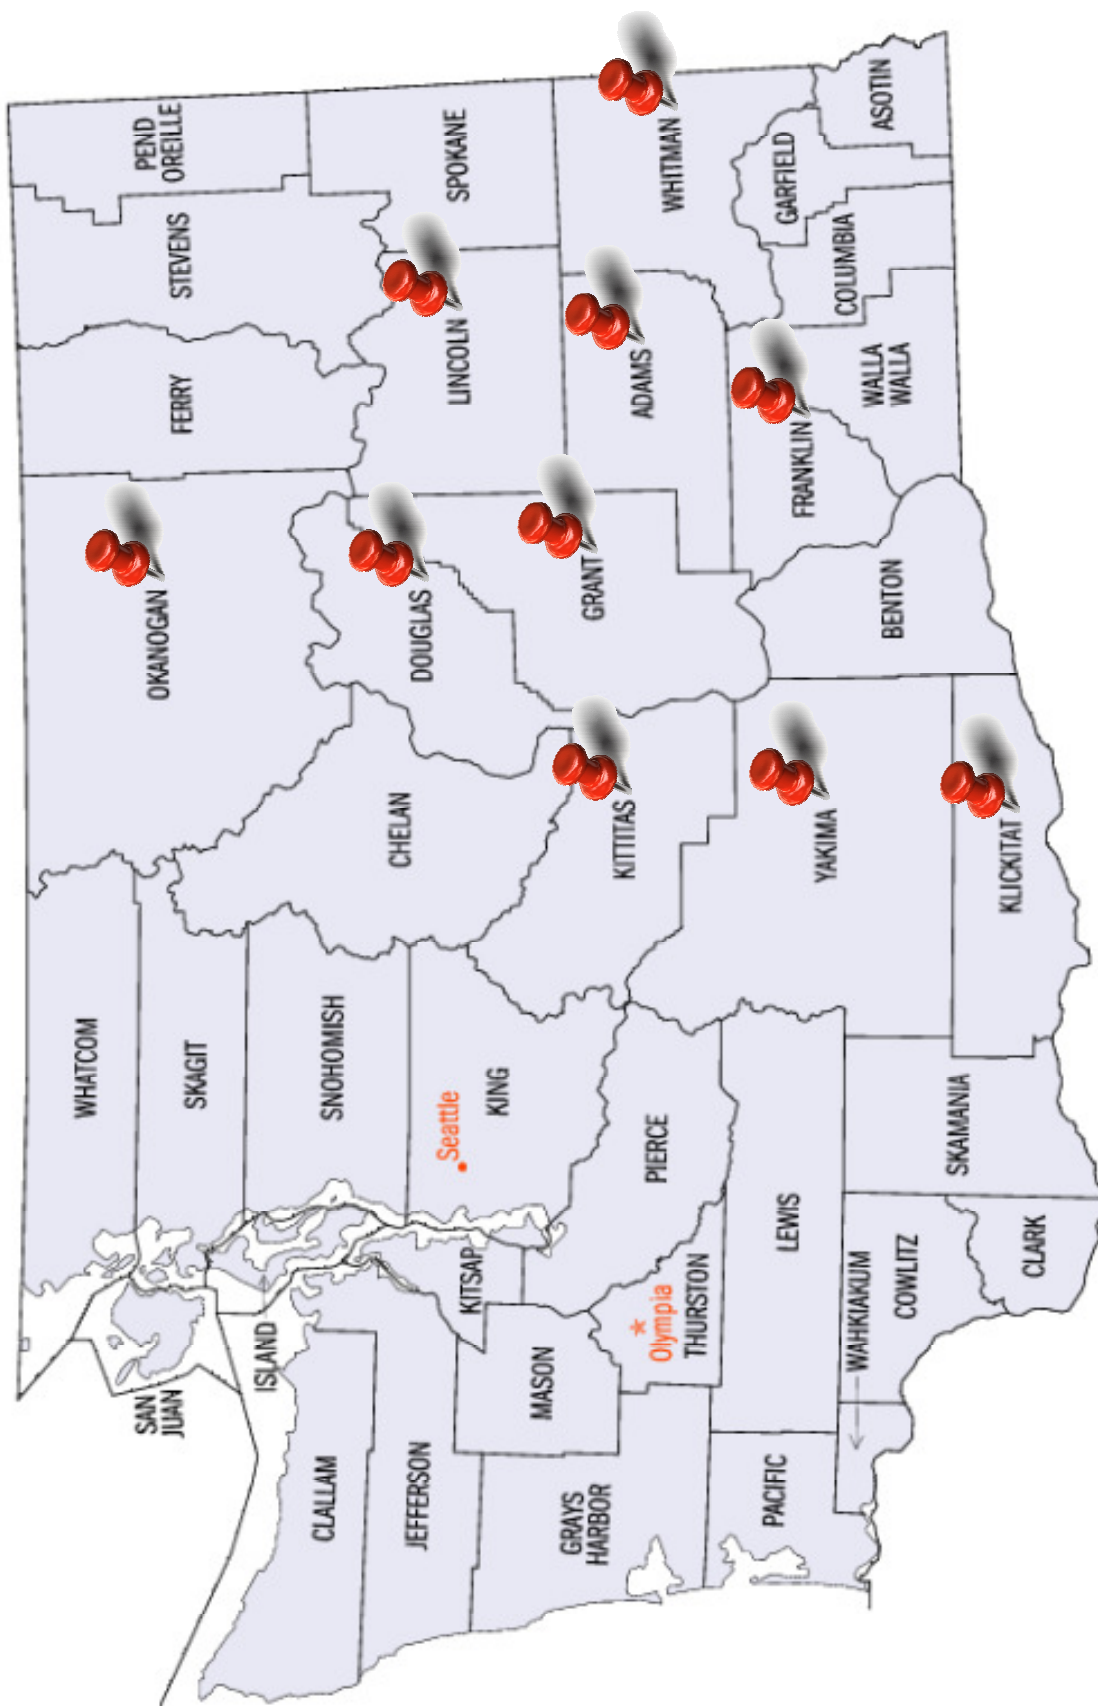 WHATCOM
SKAGIT
SNOHOMISH
SAN
JUAN
ISLAND
CLALLAM
JEFFERSON
KITSAP
Seattle
KING
MASON
GRAYS
HARBOR
Olympia
THURSTON
PIERCE
PACIFIC
LEWIS
WAHKIAKUM
COWLITZ
CLARK
SKAMANIA
OKANOGAN
CHELAN
DOUGLAS
KITTITAS
GRANT
YAKIMA
KLICKITAT
BENTON
FERRY
STEVENS
PEND
OREILLE
LINCOLN
SPOKANE
ADAMS
WHITMAN
FRANKLIN
WALLA
WALLA
COLUMBIA
GARFIELD
ASOTIN